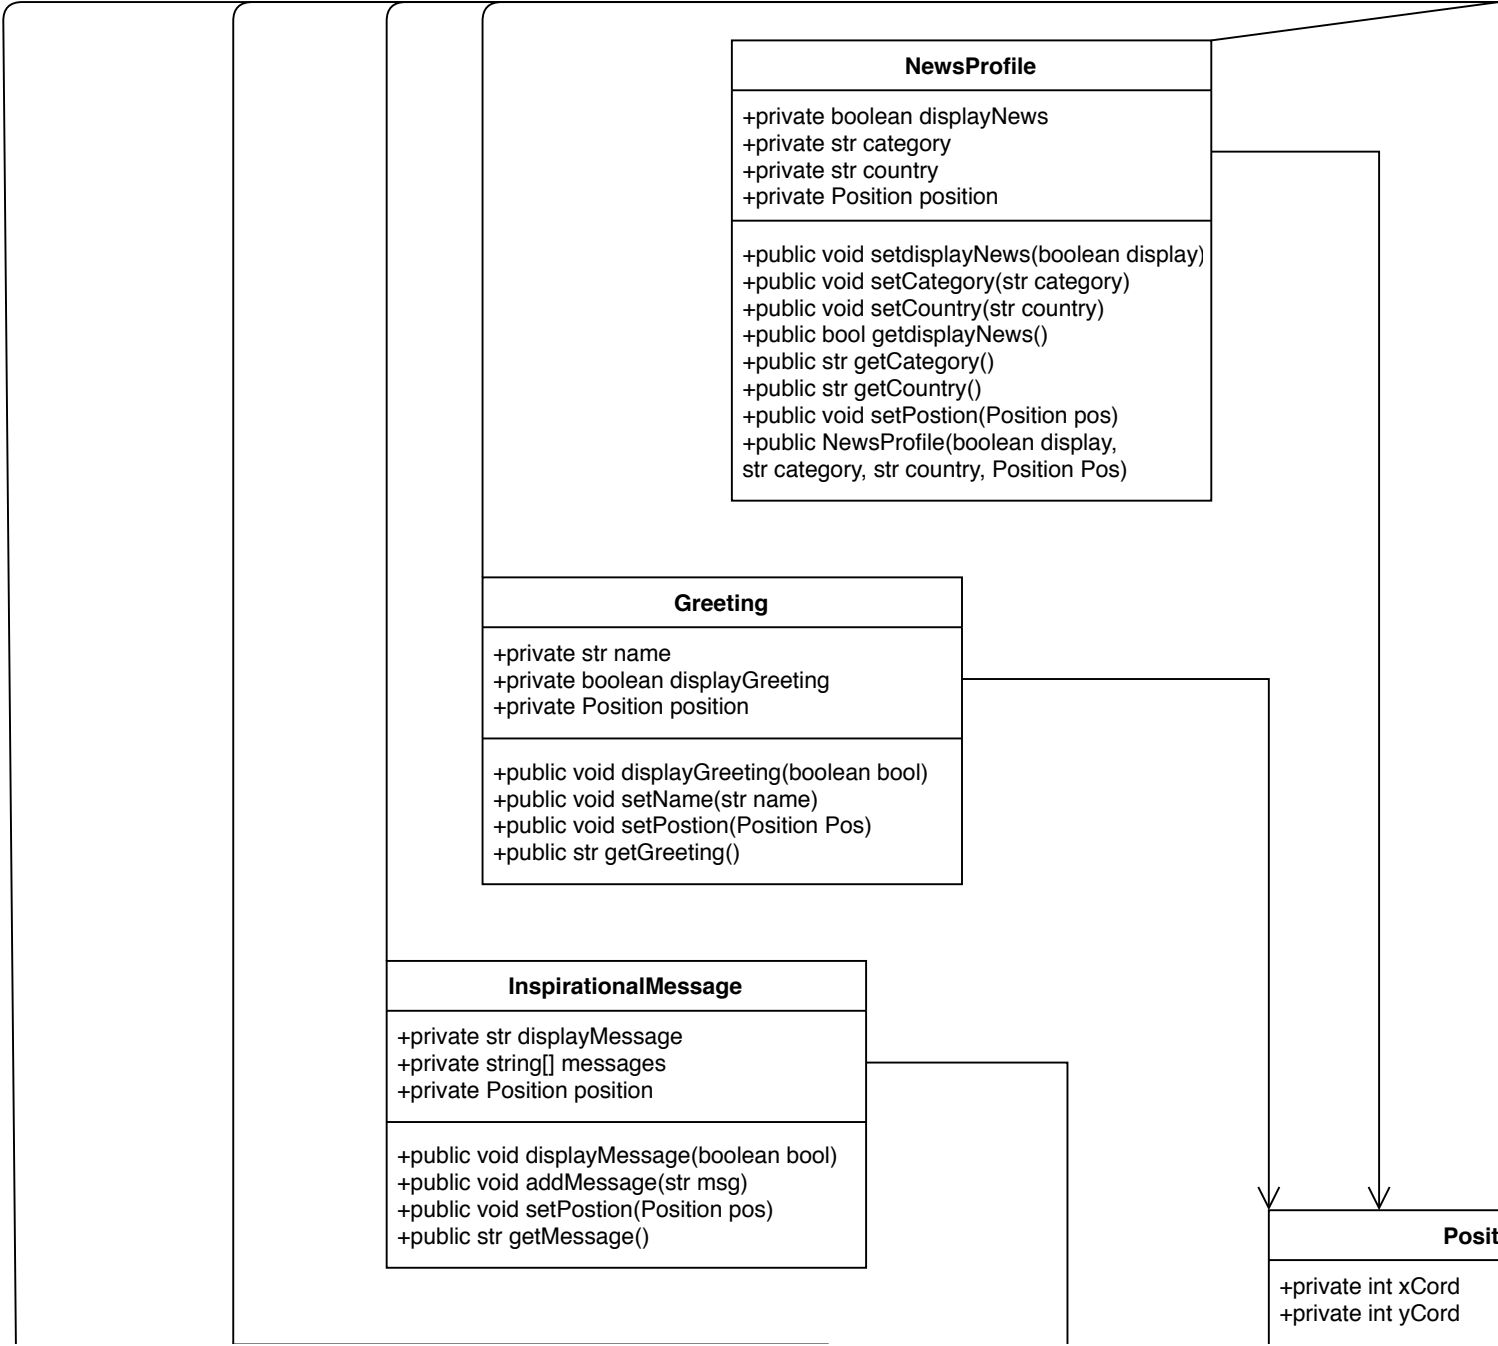 NewsProfile
+private boolean displayNews
+private str category
+private str country
+private Position position
+public void setdisplayNews(boolean display)
+public void setCategory(str category)
+public void setCountry(str country)
+public bool getdisplayNews()
+public str getCategory()
+public str getCountry()
+public void setPostion(Position pos)
+public NewsProfile(boolean display,
str category, str country, Position Pos)
Greeting
+private str name
+private boolean displayGreeting
+private Position position
+public void displayGreeting(boolean bool)
+public void setName(str name)
+public void setPostion(Position Pos)
+public str getGreeting()
InspirationalMessage
+private str displayMessage
+private string[] messages
+private Position position
+public void displayMessage(boolean bool)
+public void addMessage(str msg)
+public void setPostion(Position pos)
+public str getMessage()
Posit
+private int xCord
+private int yCord